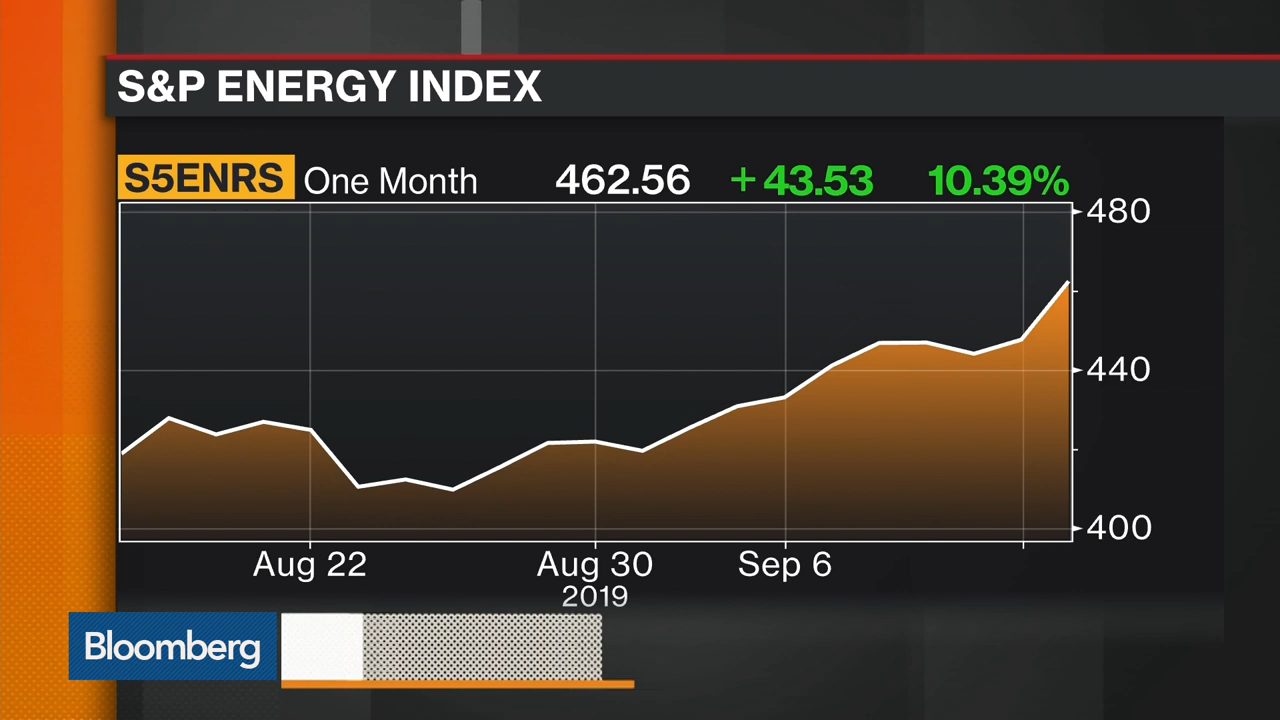 S&P ENERGY INDEX
S5ENRS One Month 462.56 +43.53 10.39%
480
440
400
Aug 22 Aug 30 Sep 6
2019
Bloomberg